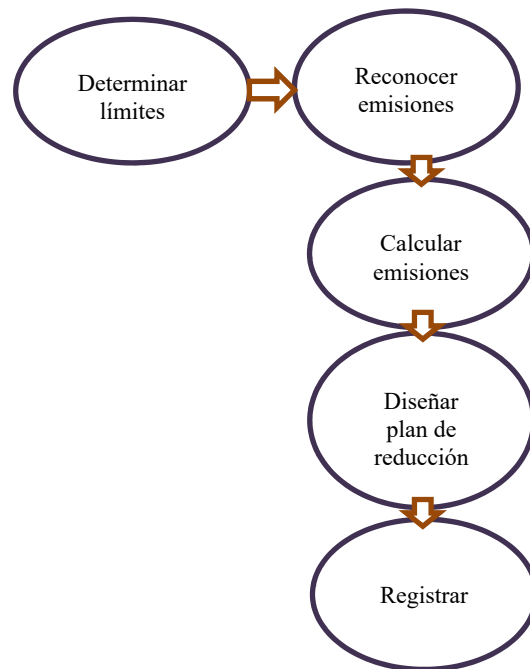 Determinar
límites
Reconocer
emisiones
Calcular
emisiones
Diseñar
plan de
reducción
Registrar